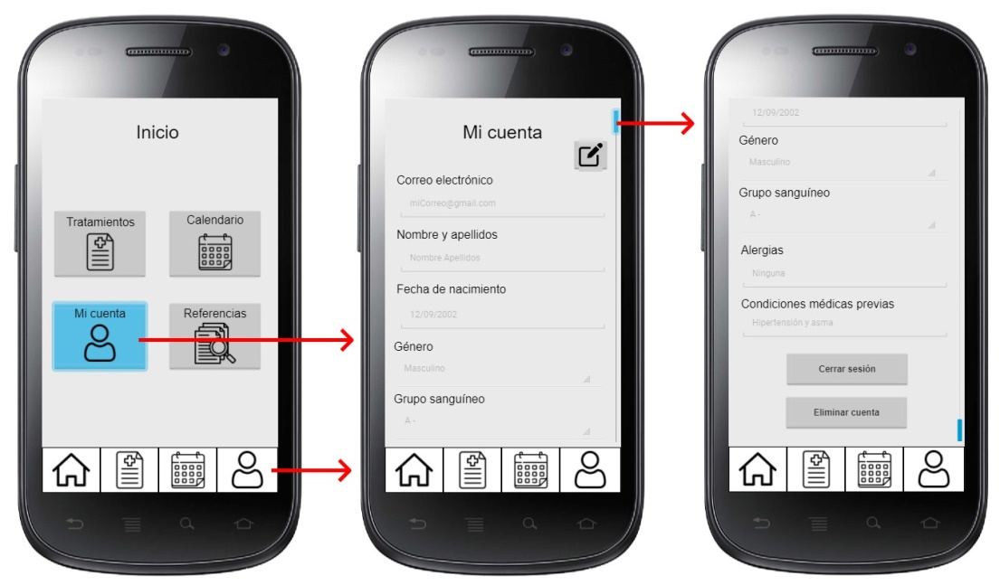 Inicio
Tratamientos
Calendario
Mi cuenta
Referencias
Mi cuenta
Correo electrónico
miCorreo@gmail.com
Nombre y apellidos
Nombre Apellidos
Fecha de nacimiento
12/09/2002
Género
Masculino
Grupo sanguíneo
A -
12/09/2002
Género
Masculino
Grupo sanguíneo
A -
Alergias
Ninguna
Condiciones médicas previas
Hipertensión y asma
Cerrar sesión
Eliminar cuenta